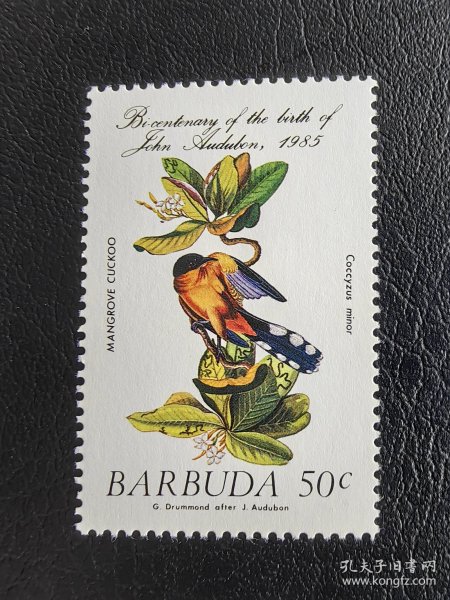 Bi-centenary of the birth of
John Audubon, 1985
MANGROVE CUCKOO
Coccyzus minor
BARBUDA 50c
G. Drummond after J. Audubon
孔夫子旧书网
www.kongfz.com